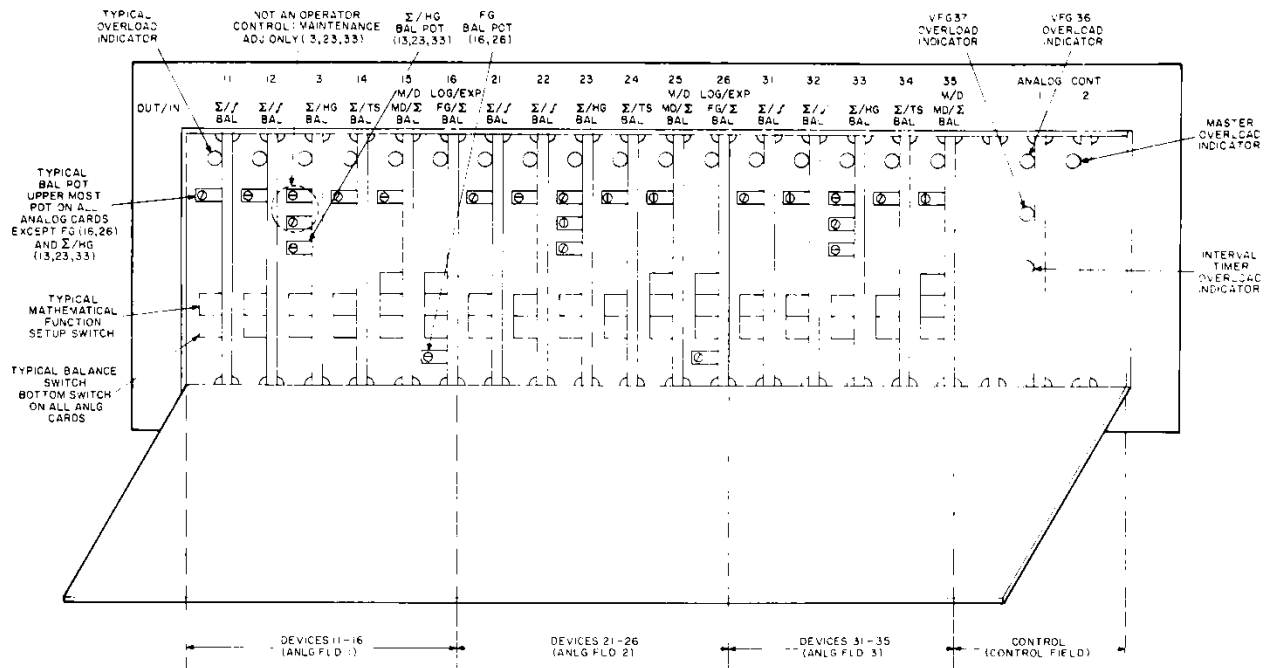 TYPICAL
OVERLOAD
INDICATOR
NOT AN OPERATOR
CONTROL: MAINTENANCE
ADJ ONLY (13,23,33)
Σ/HG
BAL POT
(13,23,33)
FG
BAL POT
(16,26)
VFG37
OVERLOAD
INDICATOR
VFG 36
OVERLOAD
INDICATOR
11 12 3 14 15 16 21 22 23 24 25 26 31 32 33 34 35 ANALOG CONT
M/D LOG/EXP M/D LOG/EXP M/D 1 2
OUT/IN Σ/∫ Σ/∫ Σ/HG Σ/TS MD/Σ FG/Σ Σ/∫ Σ/∫ Σ/HG Σ/TS MD/Σ FG/Σ Σ/∫ Σ/∫ Σ/HG Σ/TS MD/Σ
BAL BAL BAL BAL BAL BAL BAL BAL BAL BAL BAL BAL BAL BAL BAL BAL BAL
MASTER
OVERLOAD
INDICATOR
TYPICAL
BAL POT
UPPER MOST
POT ON ALL
ANALOG CARDS
EXCEPT FG (16,26)
AND Σ/HG
(13,23,33)
INTERVAL
TIMER
OVERLOAD
INDICATOR
TYPICAL
MATHEMATICAL
FUNCTION
SETUP SWITCH
TYPICAL BALANCE
SWITCH
BOTTOM SWITCH
ON ALL ANLG
CARDS
DEVICES 11-16
(ANLG FLD 1)
DEVICES 21-26
(ANLG FLD 2)
DEVICES 31-35
(ANLG FLD 3)
CONTROL
(CONTROL FIELD)